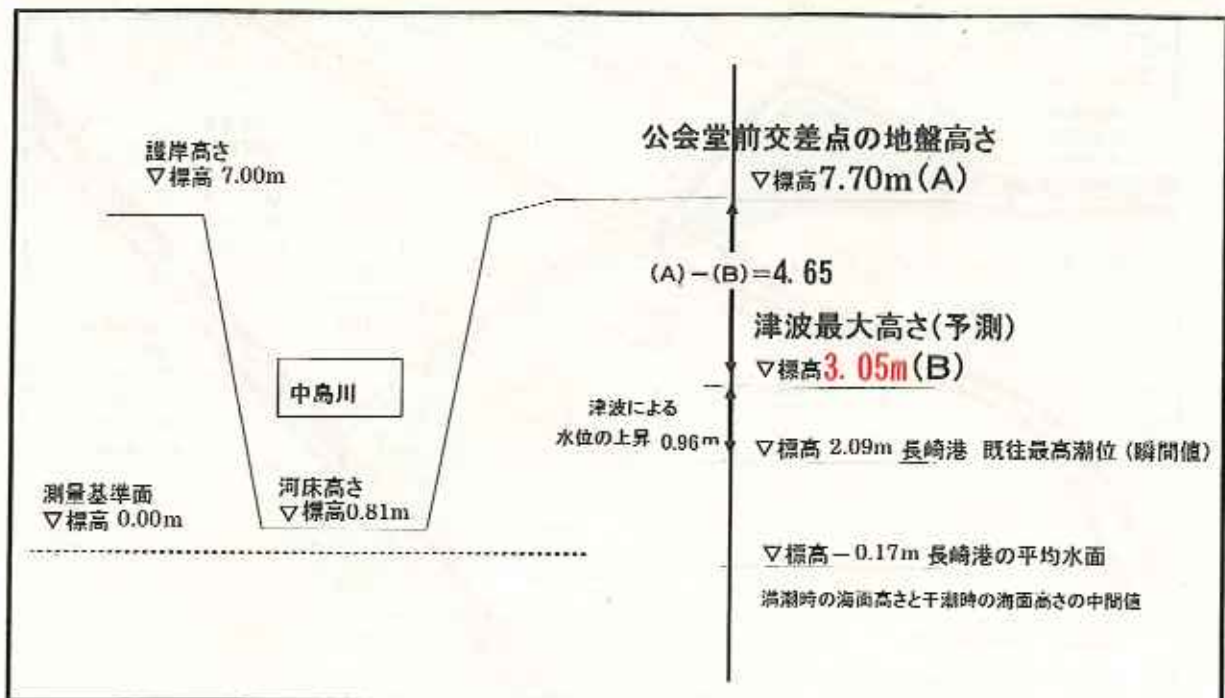 公会堂前交差点の地盤高さ
▽標高7.70m(A)
護岸高さ
▽標高 7.00m
(A)-(B)=4.65
津波最大高さ(予測)
▽標高3.05m(B)
中島川
津波による
水位の上昇 0.96m
▽標高 2.09m 長崎港 既往最高潮位 (瞬間値)
測量基準面
▽標高 0.00m
河床高さ
▽標高0.81m
▽標高-0.17m 長崎港の平均水面
満潮時の海面高さと干潮時の海面高さの中間値